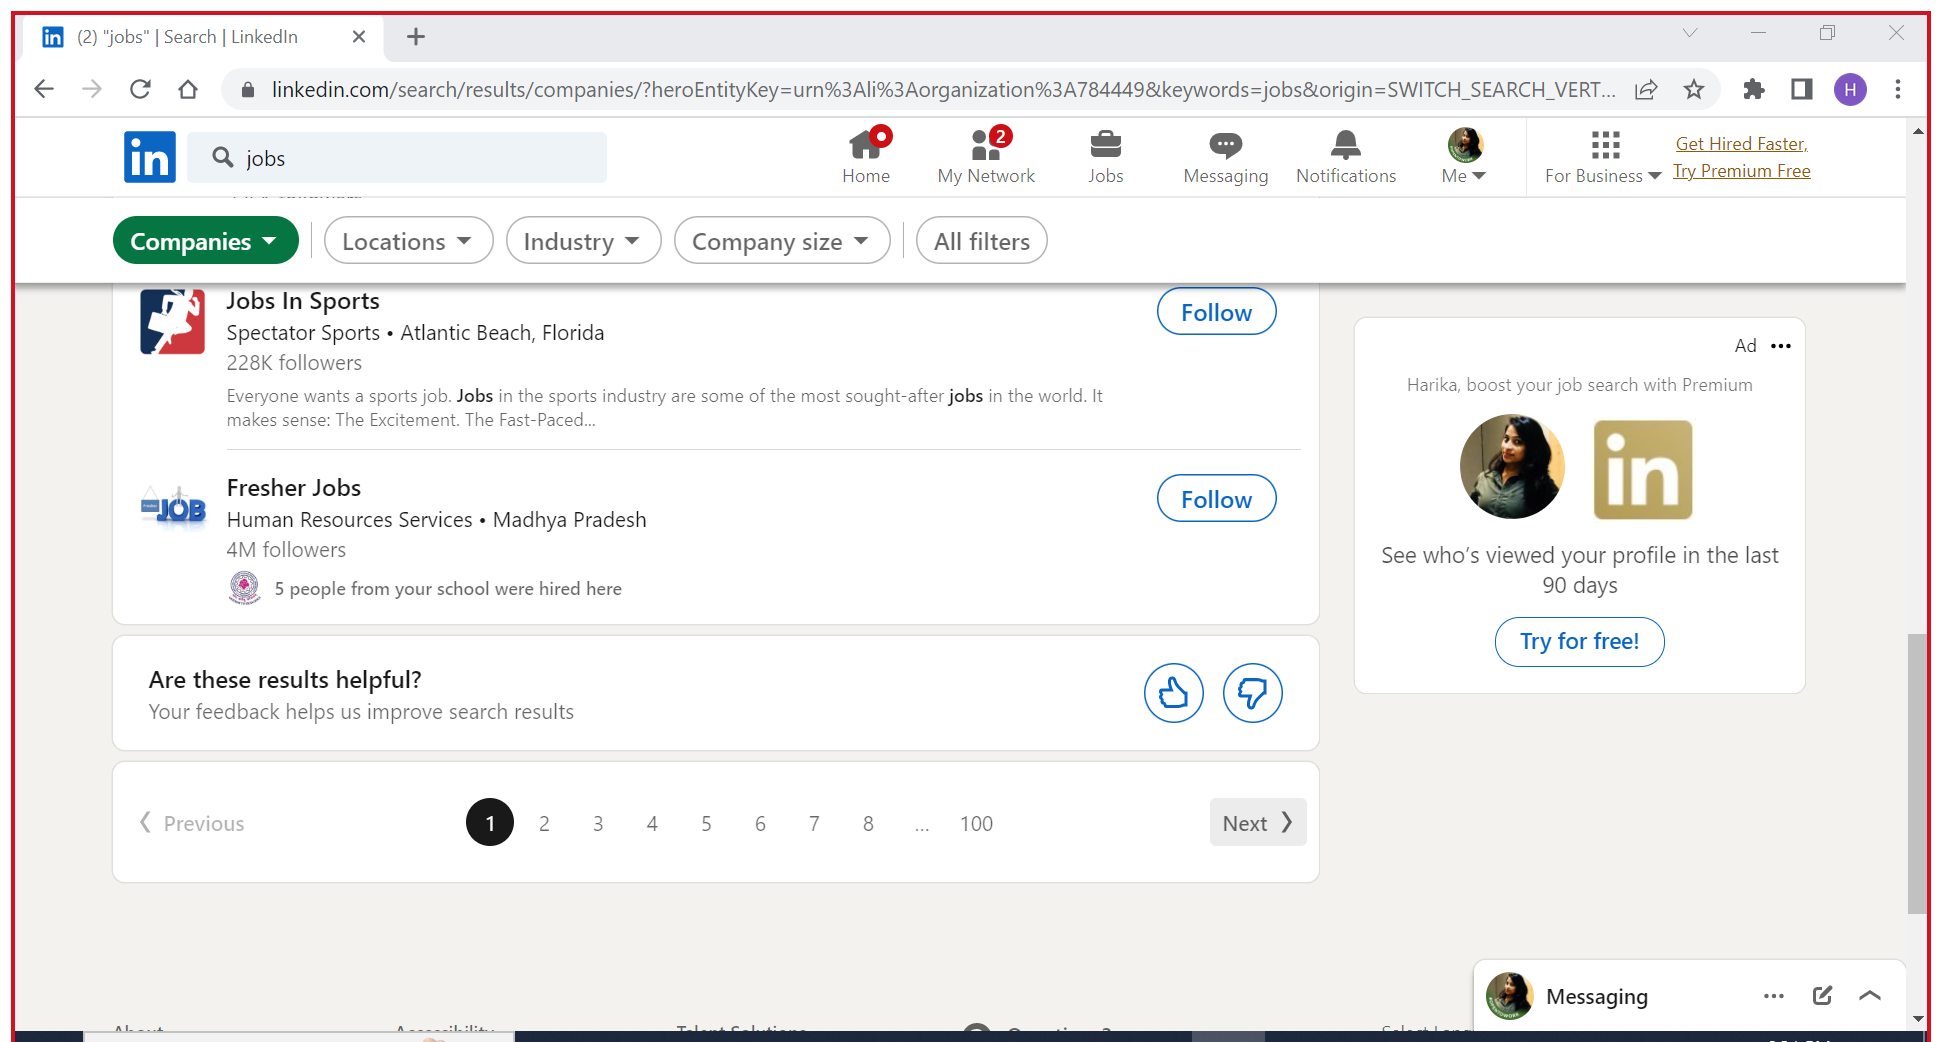 (2) "jobs" | Search | LinkedIn
linkedin.com/search/results/companies/?heroEntityKey=urn%3Ali%3Aorganization%3A784449&keywords=jobs&origin=SWITCH_SEARCH_VERT...
H
in
jobs
2
Home
My Network
Jobs
Messaging
Notifications
Me
For Business
Get Hired Faster,
Try Premium Free
Companies
Locations
Industry
Company size
All filters
Jobs In Sports
Follow
Spectator Sports • Atlantic Beach, Florida
228K followers
Everyone wants a sports job. Jobs in the sports industry are some of the most sought-after jobs in the world. It
makes sense: The Excitement. The Fast-Paced...
JOB
Fresher Jobs
Follow
Human Resources Services • Madhya Pradesh
4M followers
5 people from your school were hired here
Ad
Harika, boost your job search with Premium
in
See who's viewed your profile in the last
90 days
Try for free!
Are these results helpful?
Your feedback helps us improve search results
Previous
1
2
3
4
5
6
7
8
...
100
Next
Messaging
About
Accessibility
Talent Solutions